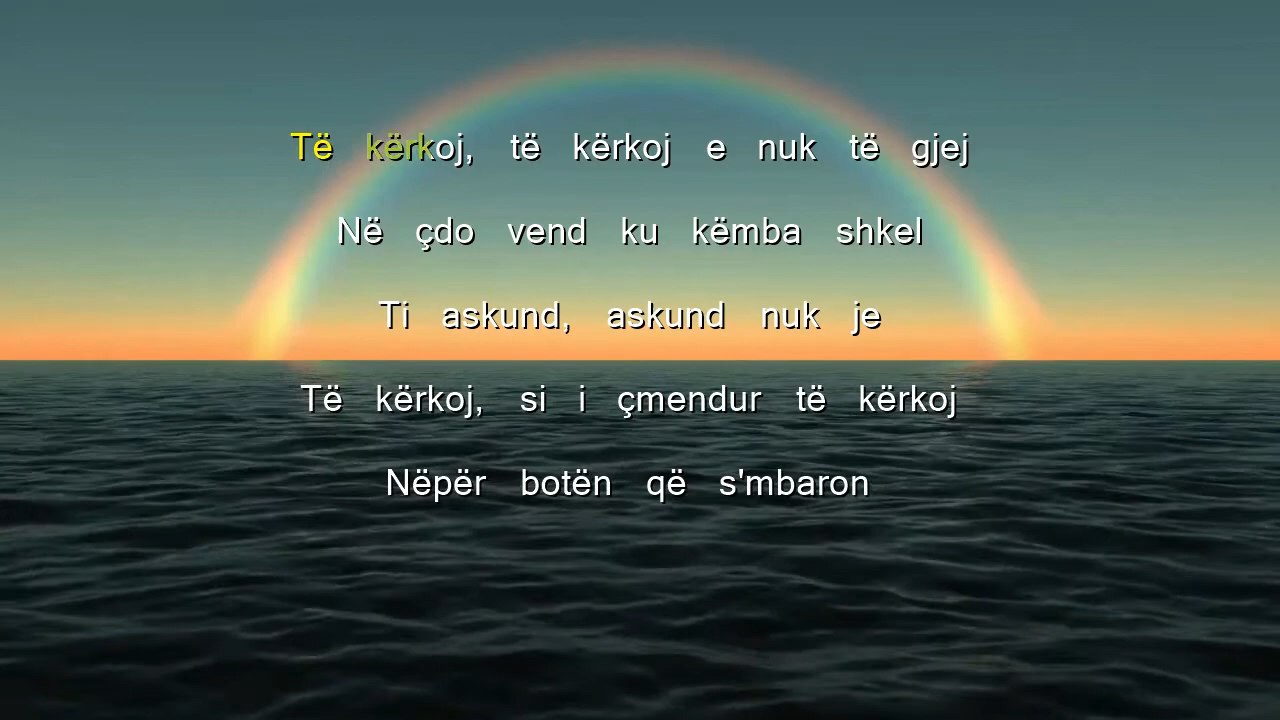 Të kërkoj, të kërkoj e nuk të gjej
Në çdo vend ku këmba shkel
Ti askund, askund nuk je
Të kërkoj, si i çmendur të kërkoj
Nëpër botën që s'mbaron